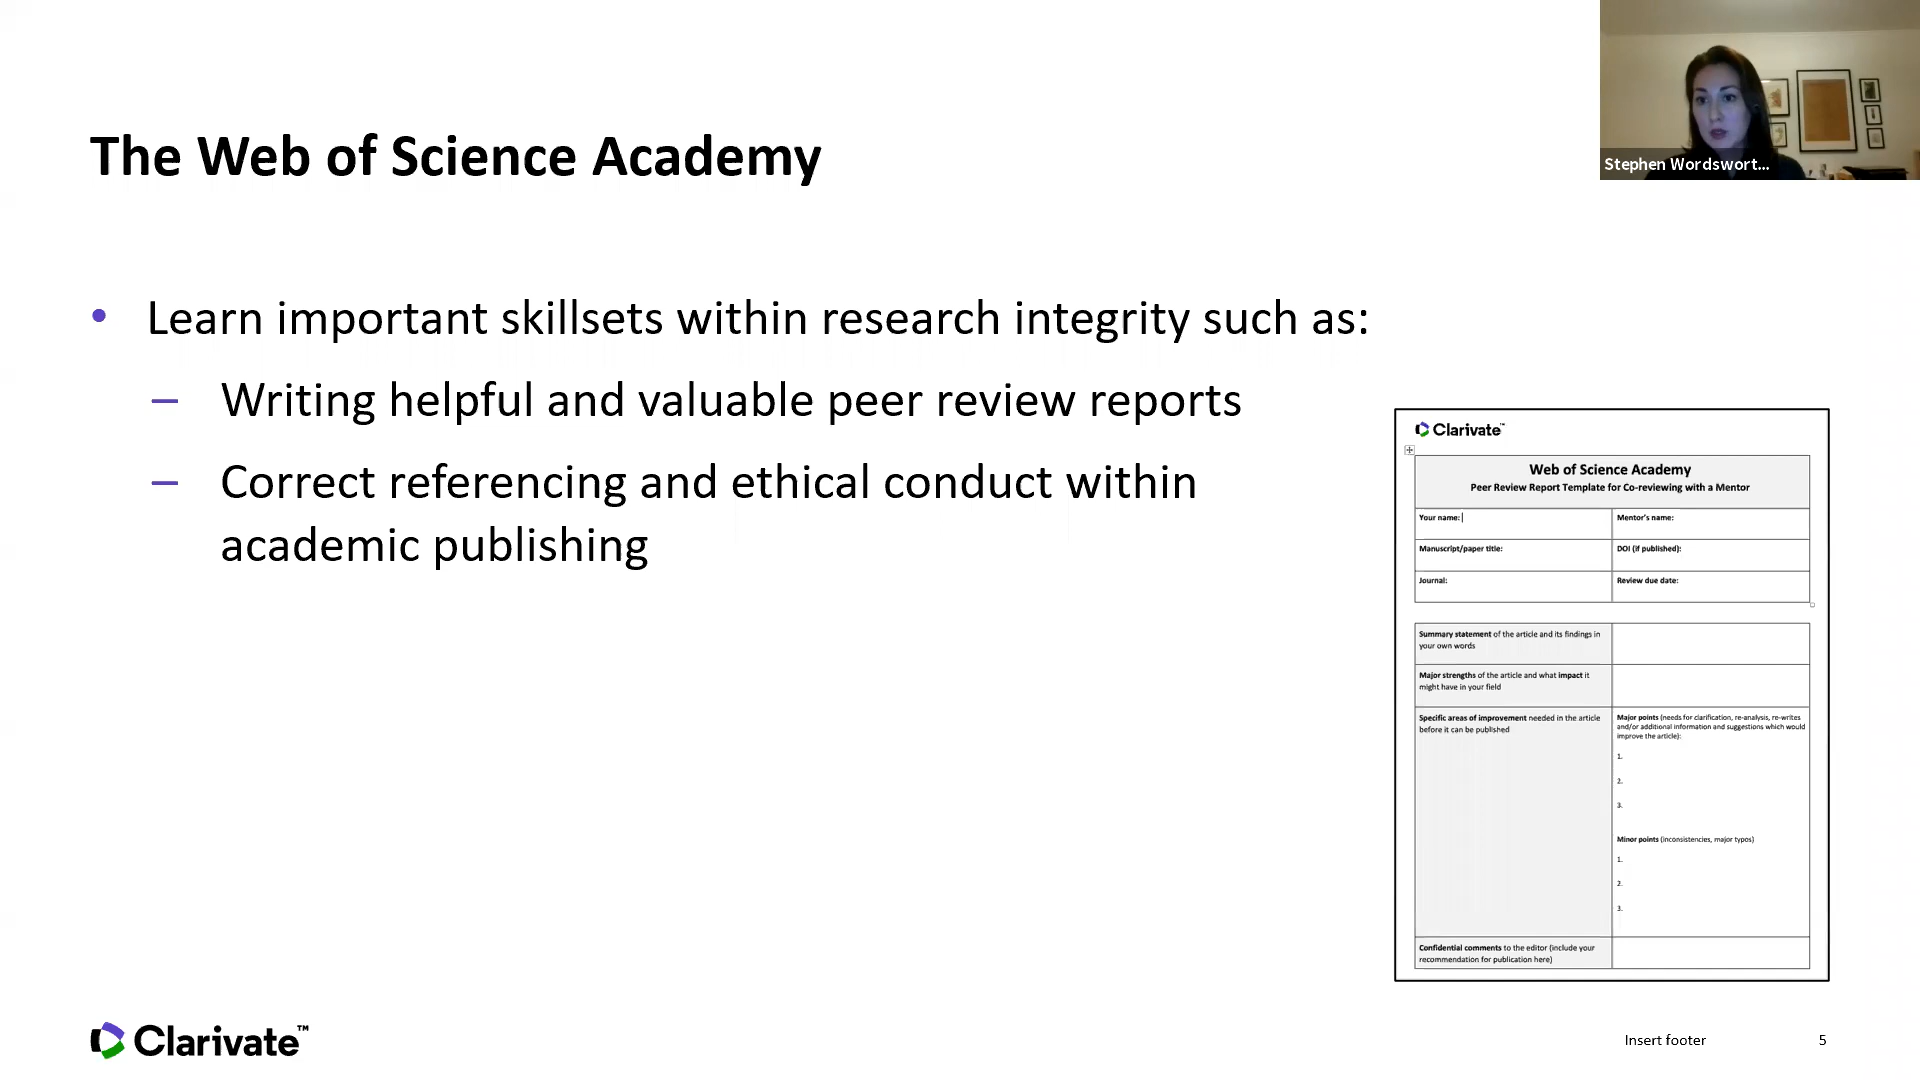 Stephen Wordswort...
The Web of Science Academy
• Learn important skillsets within research integrity such as:
– Writing helpful and valuable peer review reports
– Correct referencing and ethical conduct within
academic publishing
Clarivate™
Web of Science Academy
Peer Review Report Template for Co-reviewing with a Mentor
Your name:
Mentor's name:
Manuscript/paper title:
DOI (if published):
Journal:
Review due date:
Summary statement of the article and its findings in
your own words
Major strengths of the article and what impact it
might have in your field
Specific areas of improvement needed in the article
before it can be published
Major points (needs for clarification, re-analysis, re-writes
and/or additional information and suggestions which would
improve the article):
1.
2.
3.
Minor points (inconsistencies, major typos)
1.
2.
3.
Confidential comments to the editor (include your
recommendation for publication here)
Clarivate™
Insert footer
5